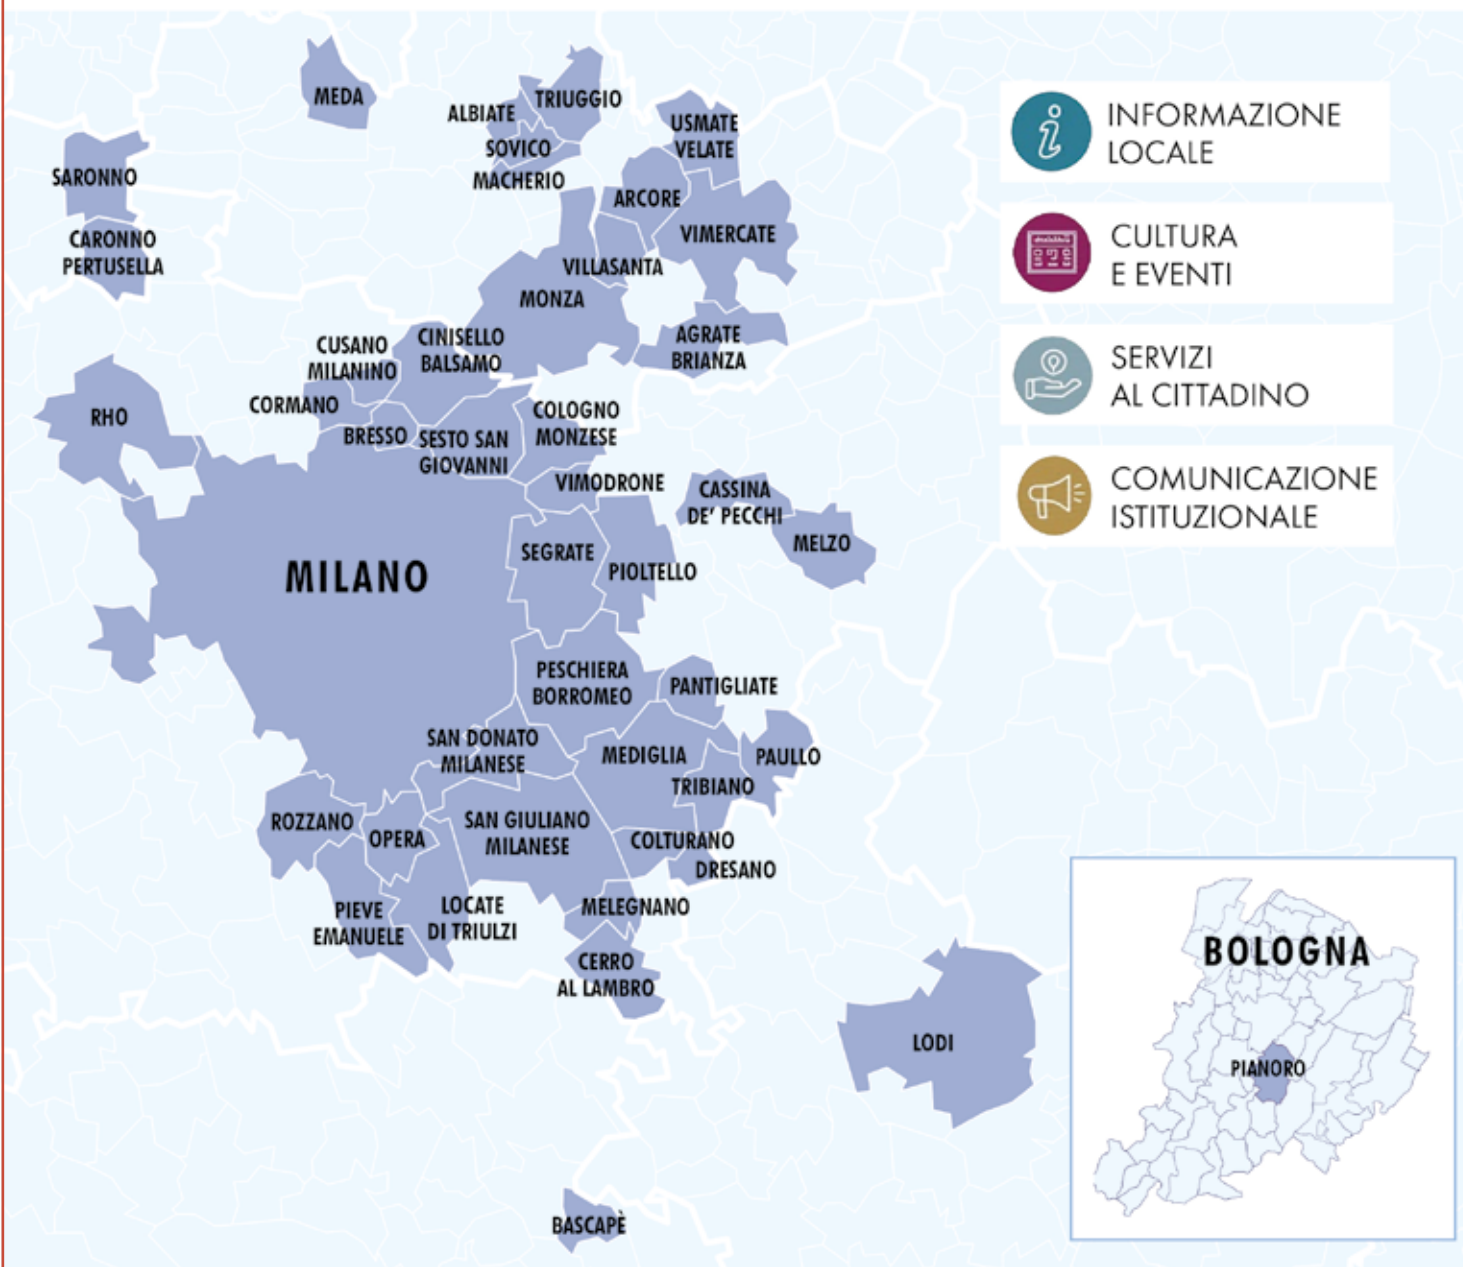 MEDA
ALBIATE
TRIUGGIO
SOVICO
MACHERIO
USMATE
VELATE
ARCORE
VIMERCATE
SARONNO
CARONNO
PERTUSELLA
VILLASANTA
MONZA
AGRATE
BRIANZA
CUSANO
MILANINO
CINISELLO
BALSAMO
CORMANO
BRESSO
SESTO SAN
GIOVANNI
COLOGNO
MONZESE
RHO
VIMODRONE
CASSINA
DE' PECCHI
MELZO
SEGRATE
PIOLTELLO
MILANO
PESCHIERA
BORROMEO
PANTIGLIATE
SAN DONATO
MILANESE
MEDIGLIA
PAULLO
TRIBIANO
ROZZANO
OPERA
SAN GIULIANO
MILANESE
COLTURANO
DRESANO
PIEVE
EMANUELE
LOCATE
DI TRIULZI
MELEGNANO
CERRO
AL LAMBRO
LODI
BASCAPÈ
INFORMAZIONE
LOCALE
CULTURA
E EVENTI
SERVIZI
AL CITTADINO
COMUNICAZIONE
ISTITUZIONALE
BOLOGNA
PIANORO